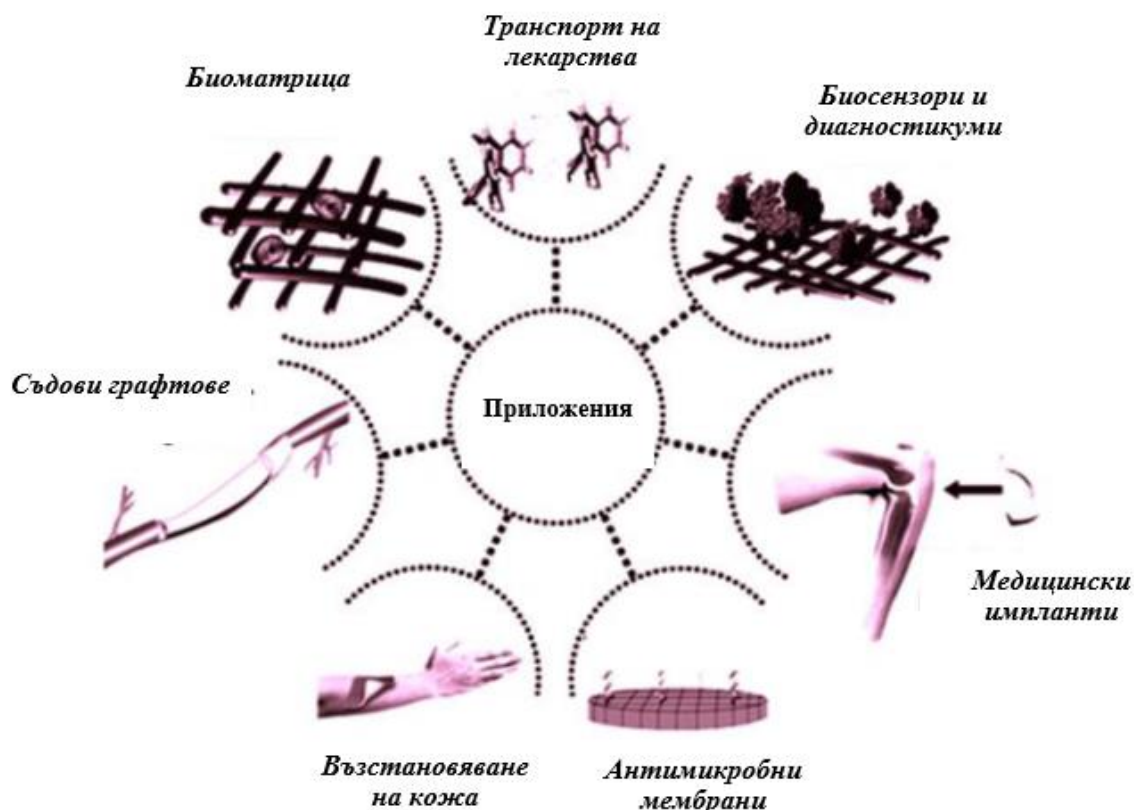 Транспорт на
лекарства
Биоматрица
Биосензори и
диагностикуми
Съдови графтове
Приложения
Медицински
импланти
Възстановяване
на кожа
Антимикробни
мембрани